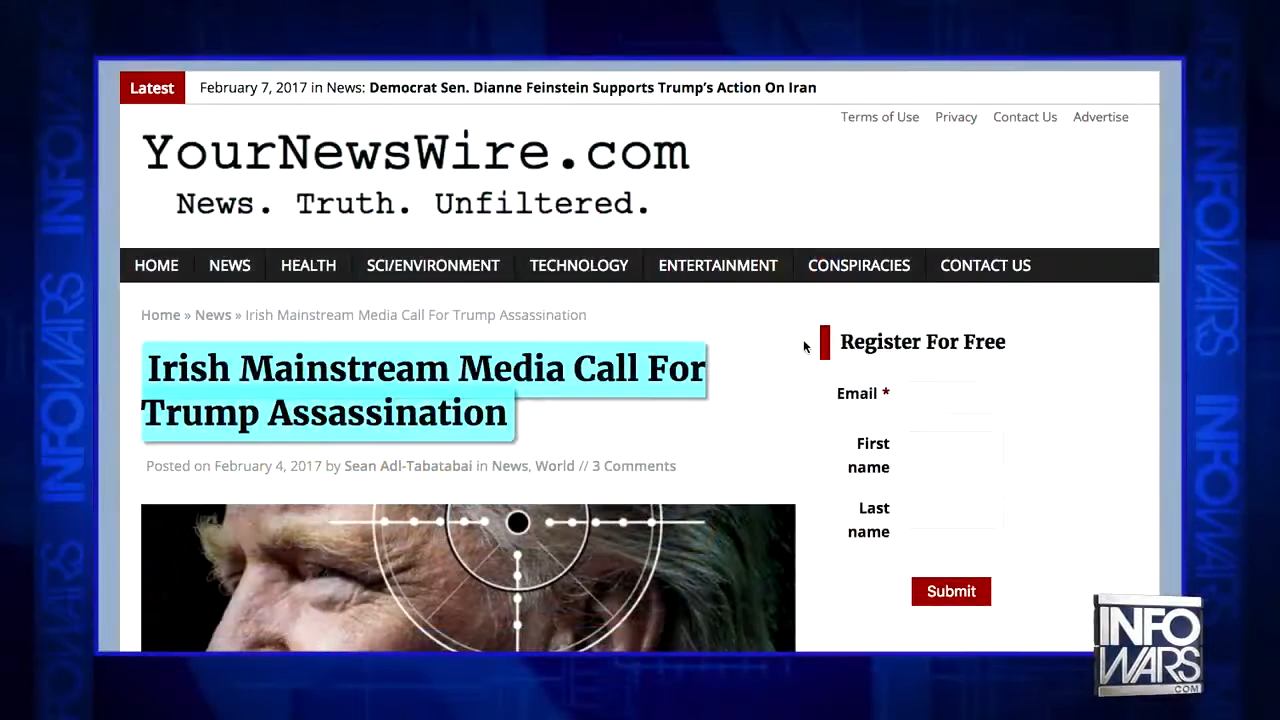 Latest
February 7, 2017 in News: Democrat Sen. Dianne Feinstein Supports Trump's Action On Iran
Terms of Use Privacy Contact Us Advertise
YourNewsWire.com
News. Truth. Unfiltered.
HOME NEWS HEALTH SCI/ENVIRONMENT TECHNOLOGY ENTERTAINMENT CONSPIRACIES CONTACT US
Home » News » Irish Mainstream Media Call For Trump Assassination
Irish Mainstream Media Call For
Trump Assassination
Posted on February 4, 2017 by Sean Adl-Tabatabai in News, World // 3 Comments
Register For Free
Email *
First
name
Last
name
Submit
INFOWARS
INFOWARS
INFOWARS
INFOWARS
INFO
WARS
.COM